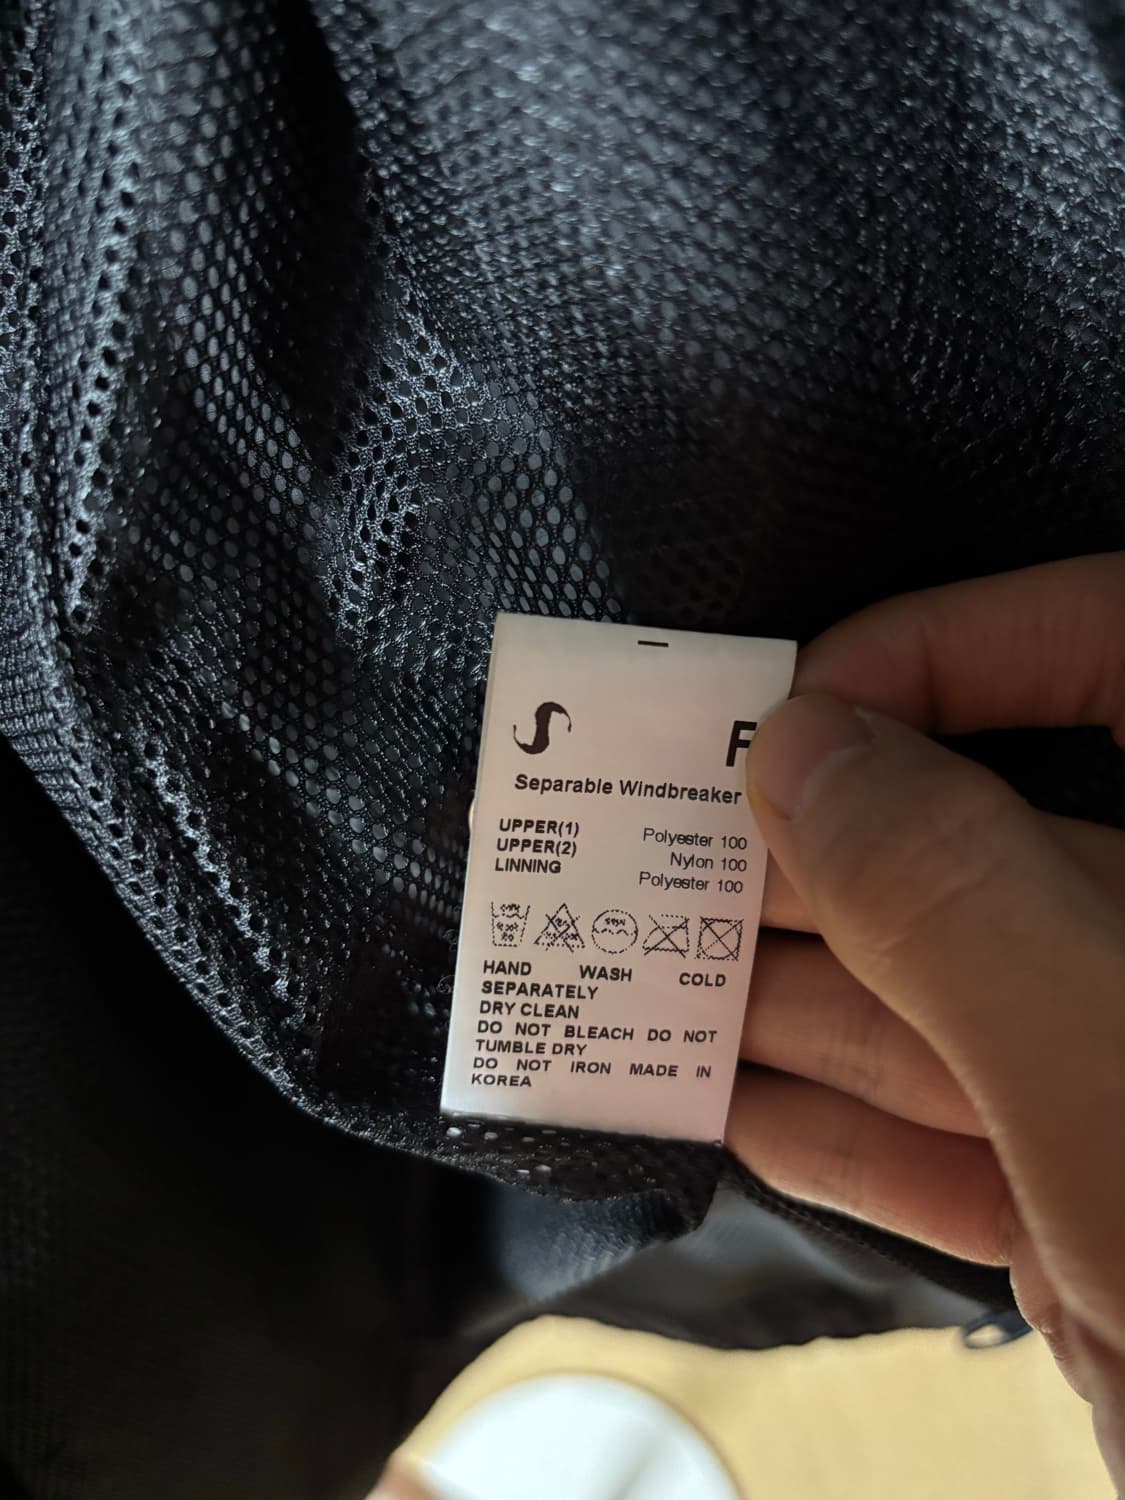 F
Separable Windbreaker
UPPER(1) Polyester 100
UPPER(2) Nylon 100
LINNING Polyester 100
HAND WASH COLD
SEPARATELY
DRY CLEAN
DO NOT BLEACH DO NOT
TUMBLE DRY
DO NOT IRON MADE IN
KOREA